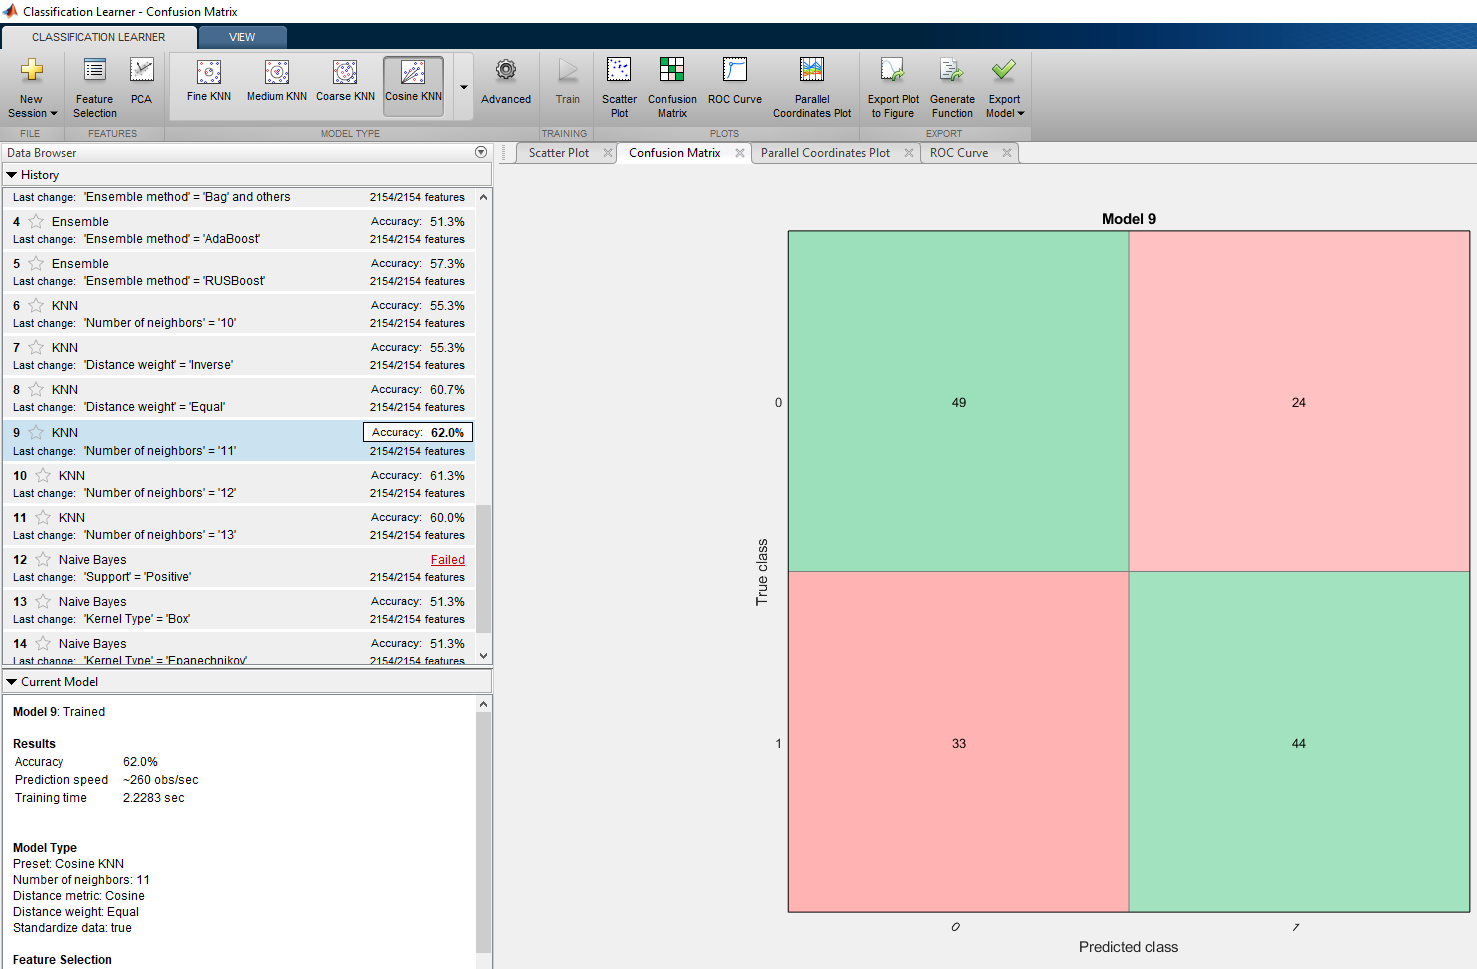 Classification Learner - Confusion Matrix
CLASSIFICATION LEARNER VIEW
New Session
Feature Selection
PCA
Fine KNN
Medium KNN
Coarse KNN
Cosine KNN
Advanced
Train
Scatter Plot
Confusion Matrix
ROC Curve
Parallel Coordinates Plot
Export Plot to Figure
Generate Function
Export Model
FILE FEATURES MODEL TYPE TRAINING PLOTS EXPORT
Data Browser
History
Last change: 'Ensemble method' = 'Bag' and others 2154/2154 features
4 Ensemble Accuracy: 51.3%
Last change: 'Ensemble method' = 'AdaBoost' 2154/2154 features
5 Ensemble Accuracy: 57.3%
Last change: 'Ensemble method' = 'RUSBoost' 2154/2154 features
6 KNN Accuracy: 55.3%
Last change: 'Number of neighbors' = '10' 2154/2154 features
7 KNN Accuracy: 55.3%
Last change: 'Distance weight' = 'Inverse' 2154/2154 features
8 KNN Accuracy: 60.7%
Last change: 'Distance weight' = 'Equal' 2154/2154 features
9 KNN Accuracy: 62.0%
Last change: 'Number of neighbors' = '11' 2154/2154 features
10 KNN Accuracy: 61.3%
Last change: 'Number of neighbors' = '12' 2154/2154 features
11 KNN Accuracy: 60.0%
Last change: 'Number of neighbors' = '13' 2154/2154 features
12 Naive Bayes Failed
Last change: 'Support' = 'Positive' 2154/2154 features
13 Naive Bayes Accuracy: 51.3%
Last change: 'Kernel Type' = 'Box' 2154/2154 features
14 Naive Bayes Accuracy: 51.3%
Last change: 'Kernel Type' = 'Epanechnikov' 2154/2154 features
Current Model
Model 9: Trained
Results
Accuracy 62.0%
Prediction speed ~260 obs/sec
Training time 2.2283 sec
Model Type
Preset: Cosine KNN
Number of neighbors: 11
Distance metric: Cosine
Distance weight: Equal
Standardize data: true
Feature Selection
Scatter Plot Confusion Matrix Parallel Coordinates Plot ROC Curve
Model 9
True class
0 49 24
1 33 44
0 1
Predicted class